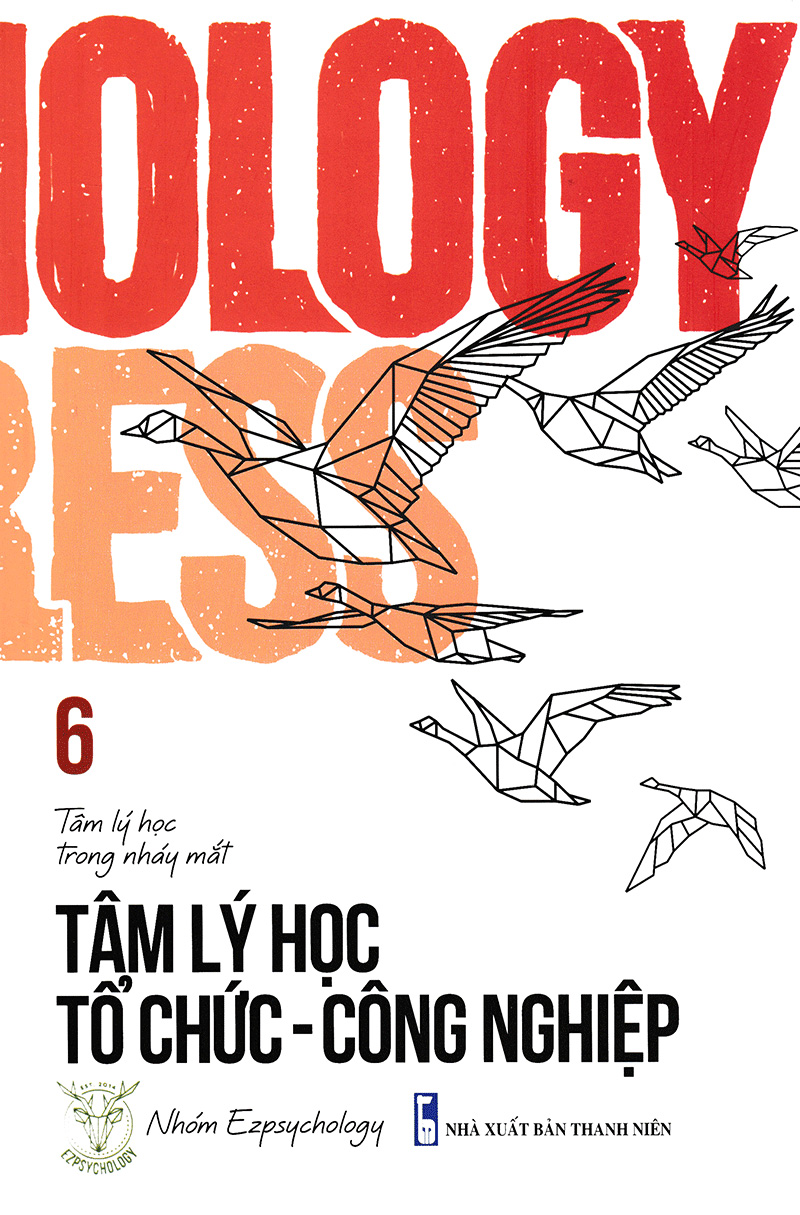 HOLOGY
RESS
6
Tâm lý học
trong nháy mắt
TÂM LÝ HỌC
TỔ CHỨC - CÔNG NGHIỆP
EST. 2014
EZPSYCHOLOGY
Nhóm Ezpsychology
NHÀ XUẤT BẢN THANH NIÊN